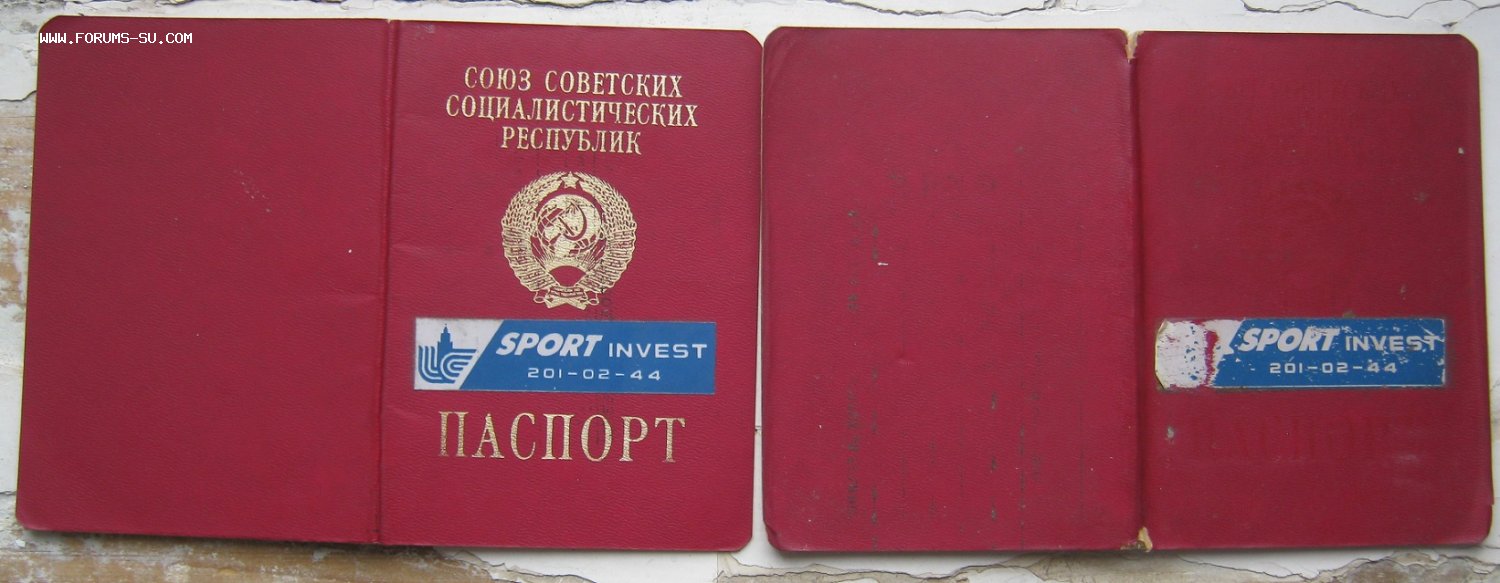 www.forums-su.com
СОЮЗ СОВЕТСКИХ
СОЦИАЛИСТИЧЕСКИХ
РЕСПУБЛИК
SPORT INVEST
201-02-44
ПАСПОРТ
SPORT INVEST
201-02-44